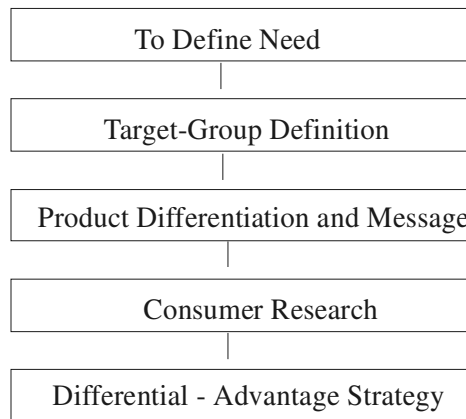 To Define Need
Target-Group Definition
Product Differentiation and Message
Consumer Research
Differential - Advantage Strategy